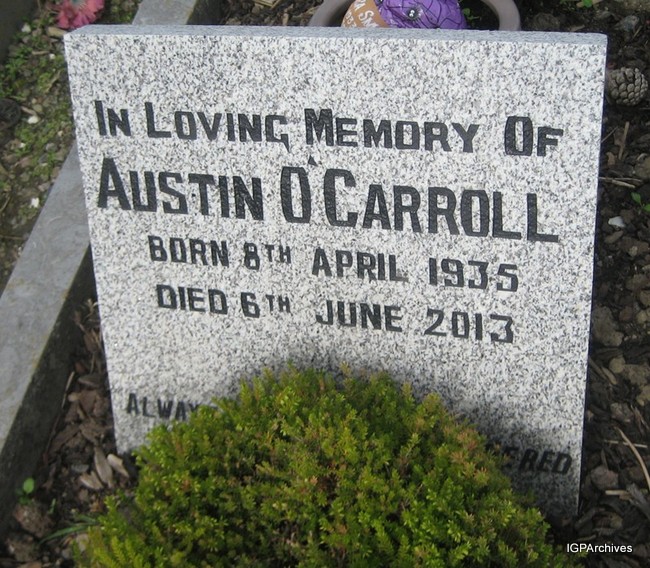 In Loving Memory Of
Austin O'Carroll
BORN 8TH APRIL 1935
DIED 6TH JUNE 2013
IGPArchives